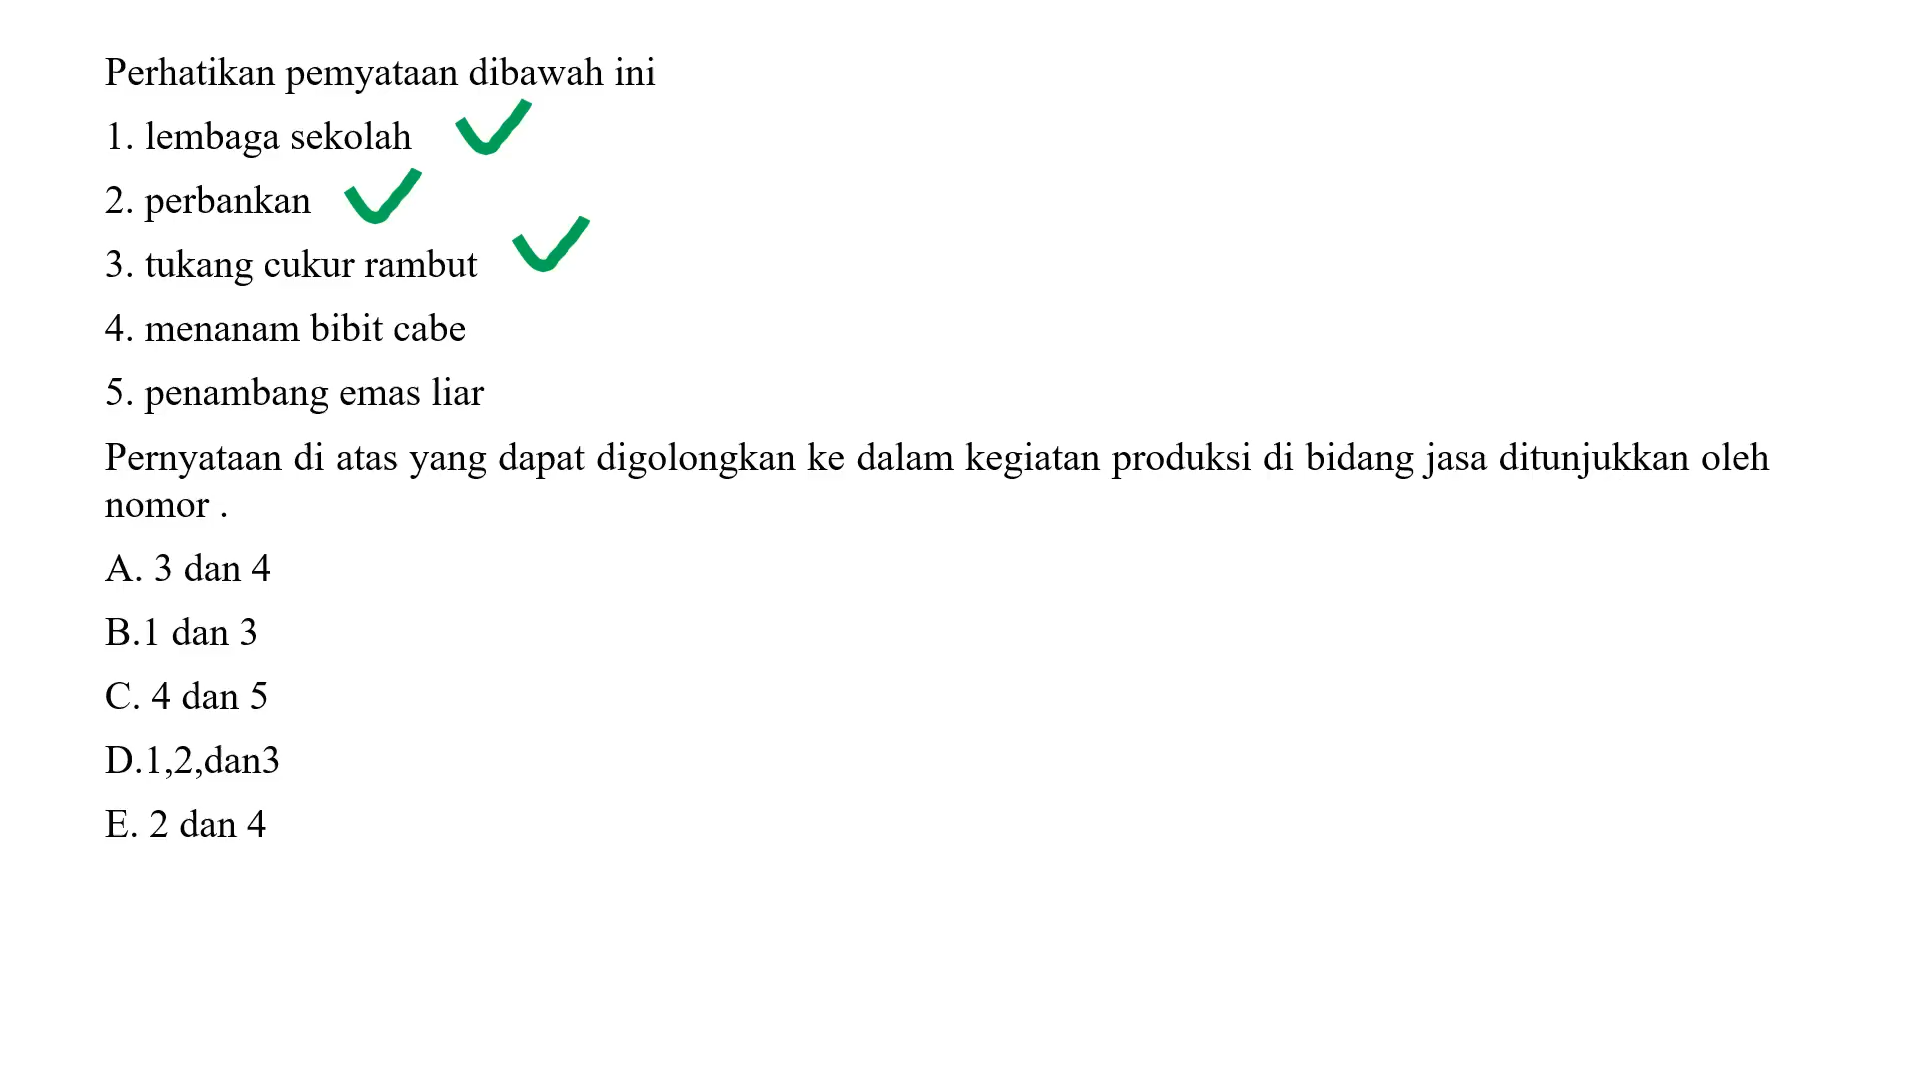 Perhatikan pemyataan dibawah ini
1. lembaga sekolah
2. perbankan
3. tukang cukur rambut
4. menanam bibit cabe
5. penambang emas liar
Pernyataan di atas yang dapat digolongkan ke dalam kegiatan produksi di bidang jasa ditunjukkan oleh
nomor .
A. 3 dan 4
B.1 dan 3
C. 4 dan 5
D.1,2,dan3
E. 2 dan 4